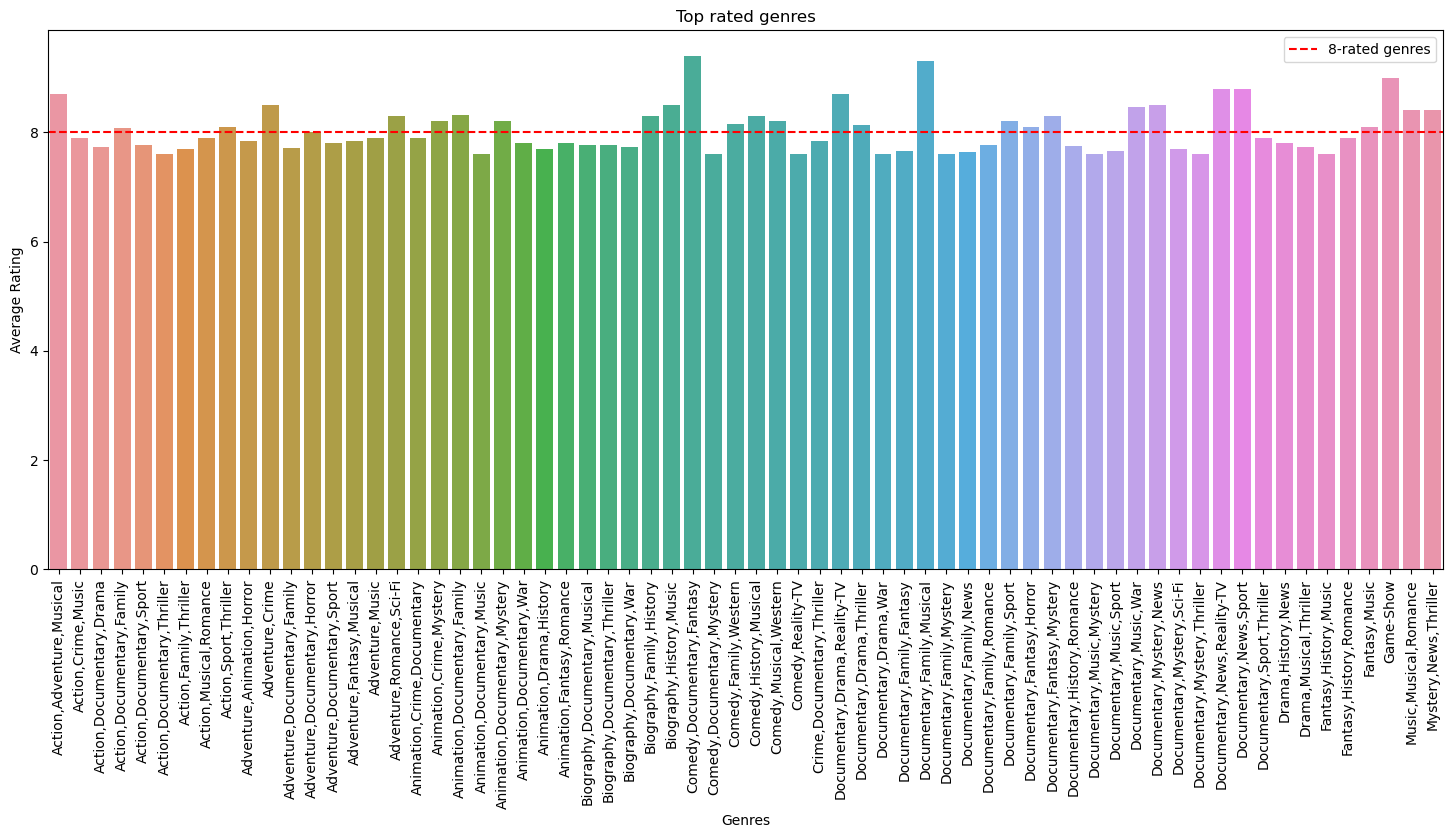 Top rated genres
8-rated genres
Average Rating
8
6
4
2
0
Action,Adventure,Musical
Action,Crime,Music
Action,Documentary,Drama
Action,Documentary,Family
Action,Documentary,Sport
Action,Documentary,Thriller
Action,Family,Thriller
Action,Musical,Romance
Action,Sport,Thriller
Adventure,Animation,Horror
Adventure,Crime
Adventure,Documentary,Family
Adventure,Documentary,Horror
Adventure,Documentary,Sport
Adventure,Fantasy,Musical
Adventure,Music
Adventure,Romance,Sci-Fi
Animation,Crime,Documentary
Animation,Crime,Mystery
Animation,Documentary,Family
Animation,Documentary,Music
Animation,Documentary,Mystery
Animation,Documentary,War
Animation,Drama,History
Animation,Fantasy,Romance
Biography,Documentary,Musical
Biography,Documentary,Thriller
Biography,Documentary,War
Biography,Family,History
Biography,History,Music
Comedy,Documentary,Fantasy
Comedy,Documentary,Mystery
Comedy,Family,Western
Comedy,History,Musical
Comedy,Musical,Western
Comedy,Reality-TV
Crime,Documentary,Thriller
Documentary,Drama,Reality-TV
Documentary,Drama,Thriller
Documentary,Drama,War
Documentary,Family,Fantasy
Documentary,Family,Musical
Documentary,Family,Mystery
Documentary,Family,News
Documentary,Family,Romance
Documentary,Family,Sport
Documentary,Fantasy,Horror
Documentary,Fantasy,Mystery
Documentary,History,Romance
Documentary,Music,Mystery
Documentary,Music,Sport
Documentary,Music,War
Documentary,Mystery,News
Documentary,Mystery,Sci-Fi
Documentary,Mystery,Thriller
Documentary,News,Reality-TV
Documentary,News,Sport
Documentary,Sport,Thriller
Drama,History,News
Drama,Musical,Thriller
Fantasy,History,Music
Fantasy,History,Romance
Fantasy,Music
Game-Show
Music,Musical,Romance
Mystery,News,Thriller
Genres